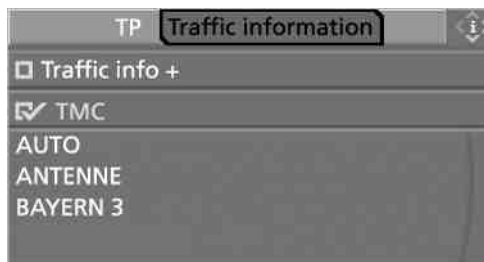 TP Traffic information i
Traffic info +
TMC
AUTO
ANTENNE
BAYERN 3